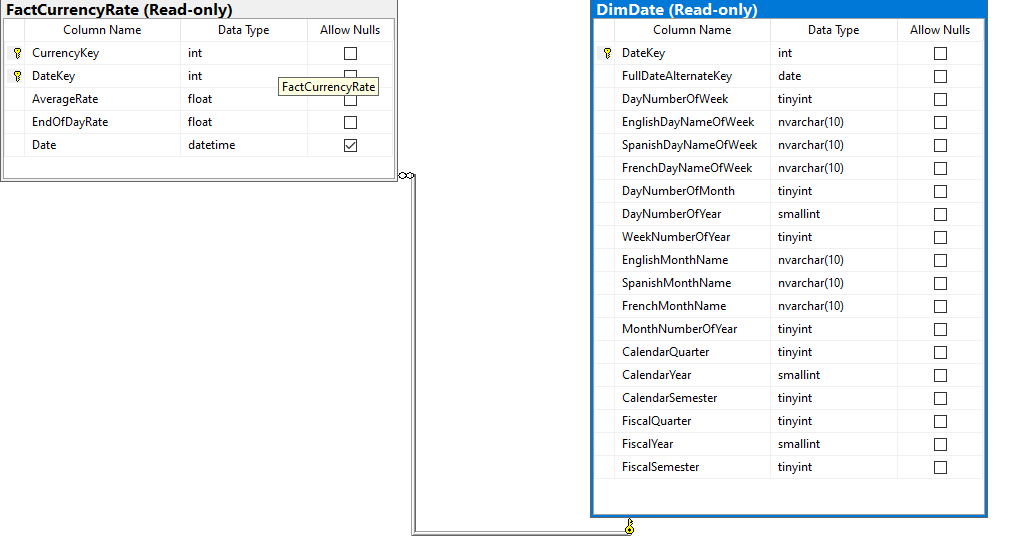 FactCurrencyRate (Read-only)
Column Name Data Type Allow Nulls
CurrencyKey int
DateKey int
FactCurrencyRate
AverageRate float
EndOfDayRate float
Date datetime
DimDate (Read-only)
Column Name Data Type Allow Nulls
DateKey int
FullDateAlternateKey date
DayNumberOfWeek tinyint
EnglishDayNameOfWeek nvarchar(10)
SpanishDayNameOfWeek nvarchar(10)
FrenchDayNameOfWeek nvarchar(10)
DayNumberOfMonth tinyint
DayNumberOfYear smallint
WeekNumberOfYear tinyint
EnglishMonthName nvarchar(10)
SpanishMonthName nvarchar(10)
FrenchMonthName nvarchar(10)
MonthNumberOfYear tinyint
CalendarQuarter tinyint
CalendarYear smallint
CalendarSemester tinyint
FiscalQuarter tinyint
FiscalYear smallint
FiscalSemester tinyint